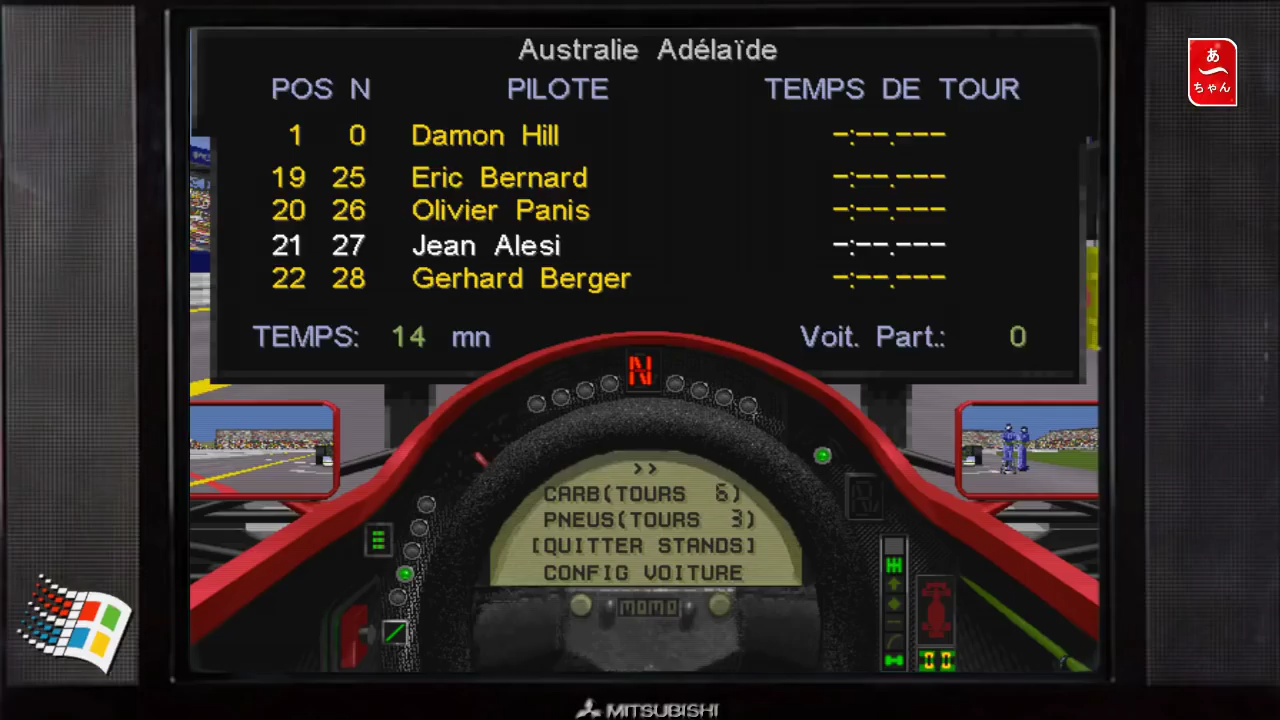 Australie Adélaïde
POS N PILOTE TEMPS DE TOUR
1 0 Damon Hill -:--.---
19 25 Eric Bernard -:--.---
20 26 Olivier Panis -:--.---
21 27 Jean Alesi -:--.---
22 28 Gerhard Berger -:--.---
TEMPS: 14 mn Voit. Part.: 0
N
>>
CARB(TOURS 6)
PNEUS(TOURS 3)
[QUITTER STANDS]
CONFIG VOITURE
MOMO
00
MITSUBISHI
あーちゃん